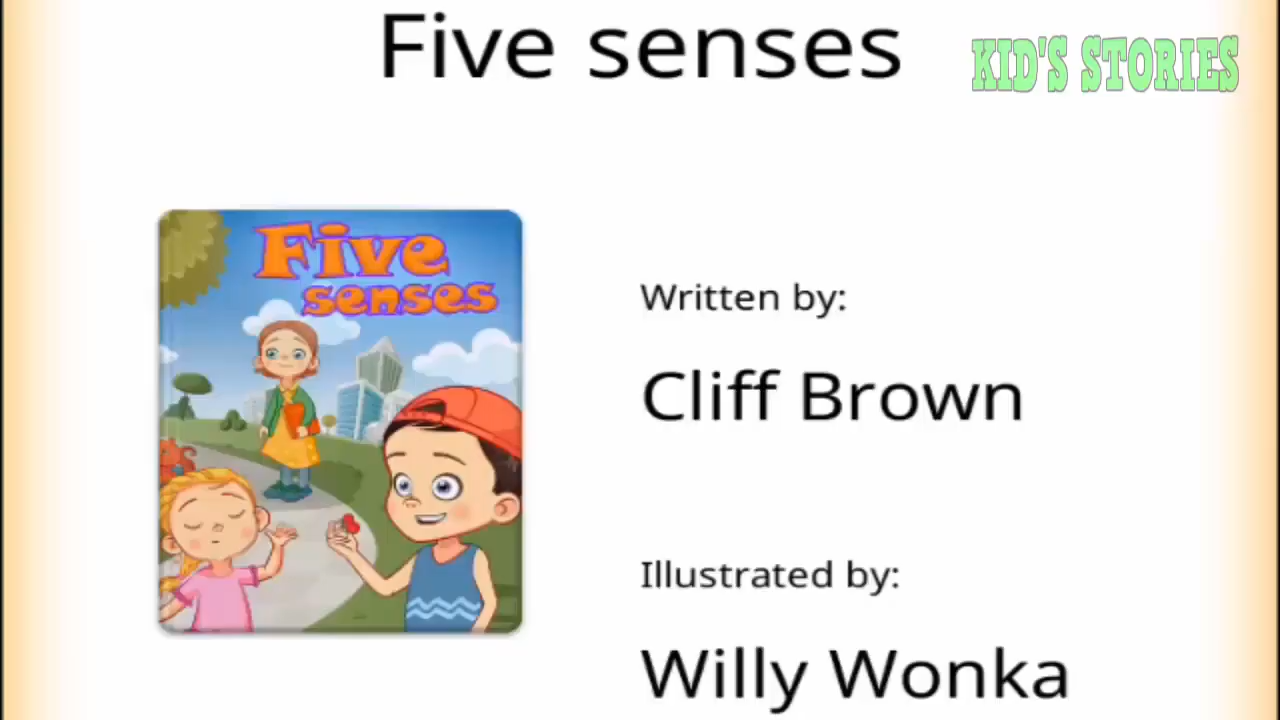 Five senses
KID'S STORIES
Five
senses
Written by:
Cliff Brown
Illustrated by:
Willy Wonka